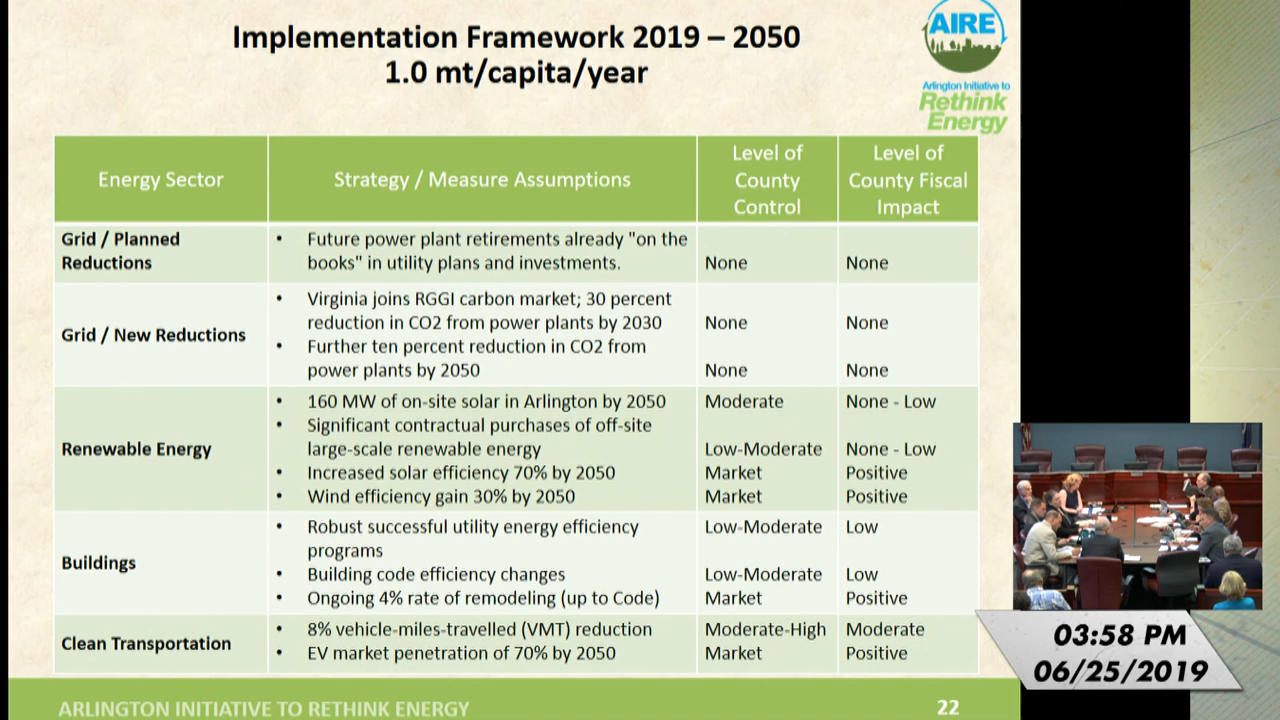 Implementation Framework 2019 – 2050
1.0 mt/capita/year
AIRE
Arlington Initiative to
Rethink
Energy
Energy Sector
Strategy / Measure Assumptions
Level of
County
Control
Level of
County Fiscal
Impact
Grid / Planned
Reductions
• Future power plant retirements already "on the
books" in utility plans and investments.
None
None
Grid / New Reductions
• Virginia joins RGGI carbon market; 30 percent
reduction in CO2 from power plants by 2030
None
None
• Further ten percent reduction in CO2 from
power plants by 2050
None
None
Renewable Energy
• 160 MW of on-site solar in Arlington by 2050
Moderate
None - Low
• Significant contractual purchases of off-site
large-scale renewable energy
Low-Moderate
None - Low
• Increased solar efficiency 70% by 2050
Market
Positive
• Wind efficiency gain 30% by 2050
Market
Positive
Buildings
• Robust successful utility energy efficiency
programs
Low-Moderate
Low
• Building code efficiency changes
Low-Moderate
Low
• Ongoing 4% rate of remodeling (up to Code)
Market
Positive
Clean Transportation
• 8% vehicle-miles-travelled (VMT) reduction
Moderate-High
Moderate
• EV market penetration of 70% by 2050
Market
Positive
ARLINGTON INITIATIVE TO RETHINK ENERGY
22
03:58 PM
06/25/2019